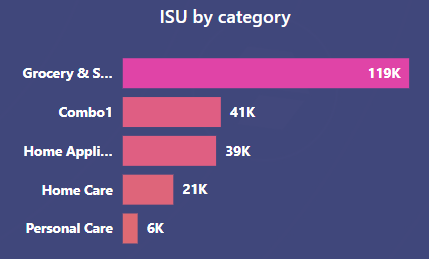 ISU by category
Grocery & S...
119K
Combo1
41K
Home Appli...
39K
Home Care
21K
Personal Care
6K